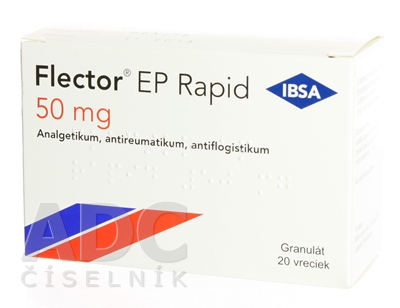 Flector® EP Rapid
50 mg
IBSA
Analgetikum, antireumatikum, antiflogistikum
Granulát
20 vreciek
ADC
ČÍSELNÍK